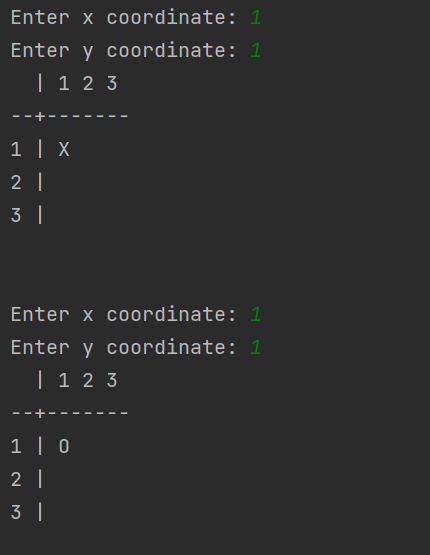 Enter x coordinate: 1
Enter y coordinate: 1
  | 1 2 3
--+-------
1 | X
2 |
3 |
Enter x coordinate: 1
Enter y coordinate: 1
  | 1 2 3
--+-------
1 | O
2 |
3 |